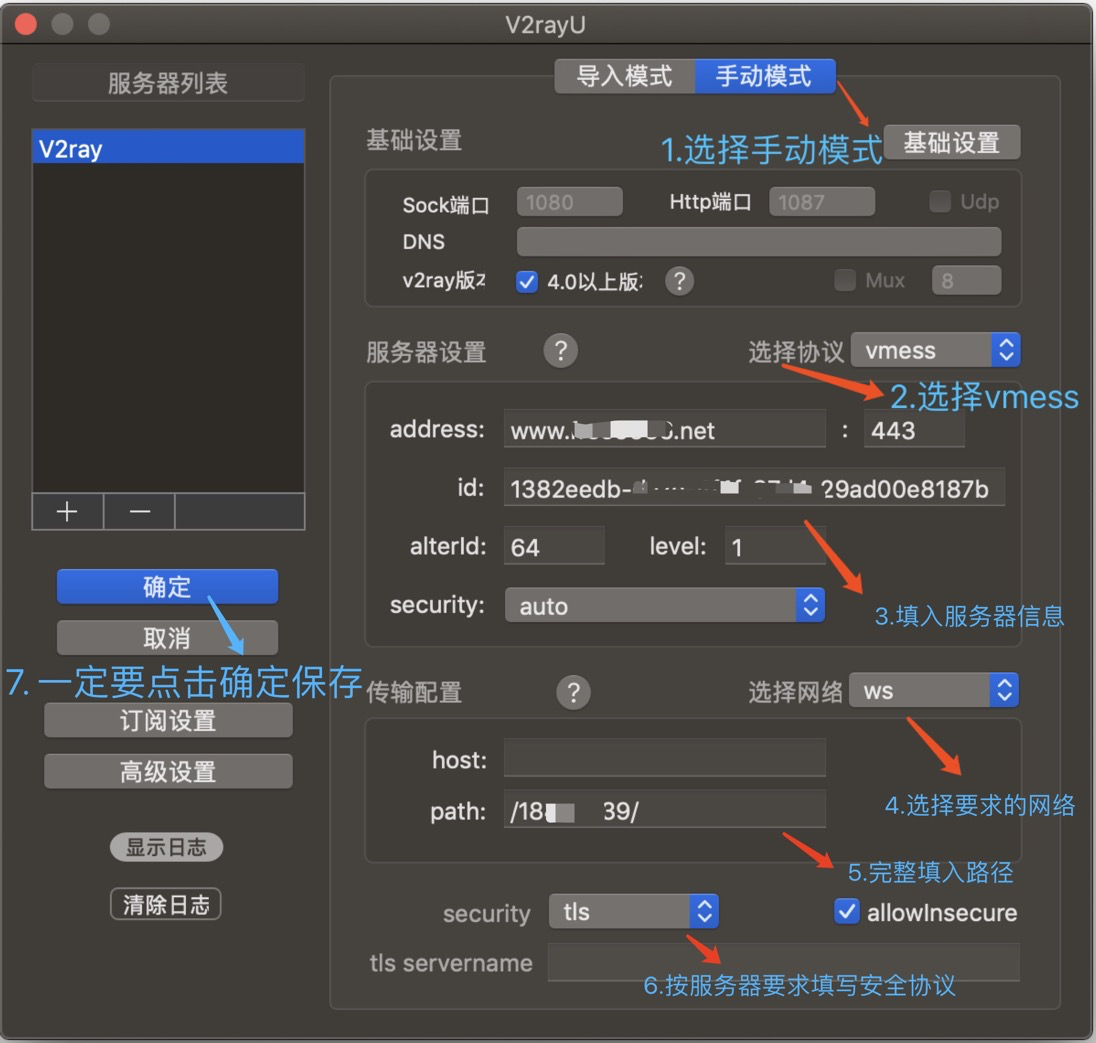 V2rayU
服务器列表
导入模式 手动模式
V2ray
基础设置
1.选择手动模式
基础设置
Sock端口 1080 Http端口 1087 Udp
DNS
v2ray版 4.0以上版 ? Mux 8
服务器设置 ? 选择协议 vmess
2.选择vmess
address: www. .net : 443
id: 1382eedb- 29ad00e8187b
alterId: 64 level: 1
security: auto
3.填入服务器信息
+ —
确定
取消
7.一定要点击确定保存
订阅设置
高级设置
显示日志
清除日志
传输配置 ? 选择网络 ws
host:
path: /18 39/
4.选择要求的网络
5.完整填入路径
security tls allowInsecure
tls servername
6.按服务器要求填写安全协议